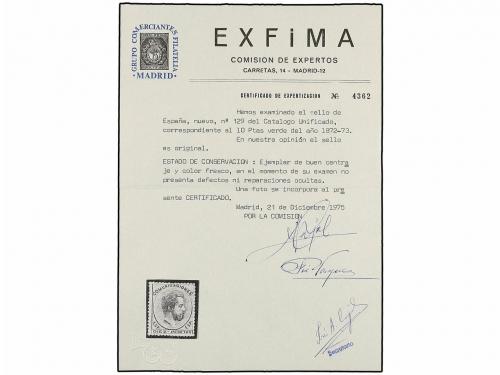 GRUPO COMERCIANTES FILATELIA
MADRID
EXFiMA
COMISION DE EXPERTOS
CARRETAS, 14 - MADRID-12
CERTIFICADO DE EXPERTIZACION Nº 4362
Hemos examinado el sello de
España, nuevo, nº 129 del Catalogo Unificado,
correspondiente al 10 Ptas verde del año 1872-73.
En nuestra opinión el sello
es original.
ESTADO DE CONSERVACION : Ejemplar de buen centra
je y color fresco, en el momento de su examen no
presenta defectos ni reparaciones ocultas.
Una foto se incorpora al pre
sente CERTIFICADO.
Madrid, 21 de Diciembre 1975
POR LA COMISION
COMUNICACIONES
Secretario